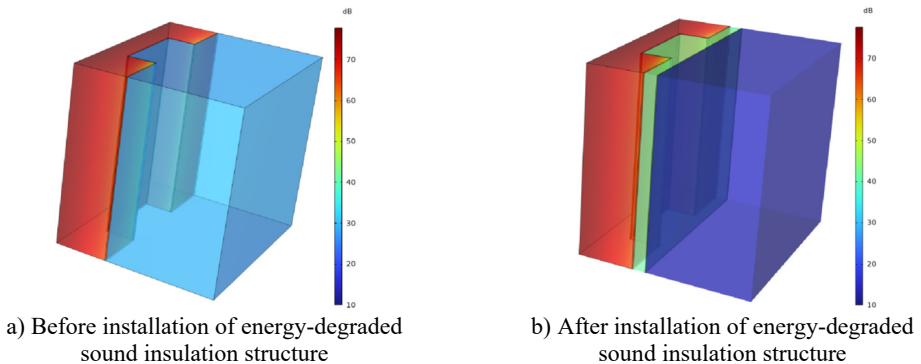 dB
70
60
50
40
30
20
10
a) Before installation of energy-degraded
sound insulation structure
dB
70
60
50
40
30
20
10
b) After installation of energy-degraded
sound insulation structure